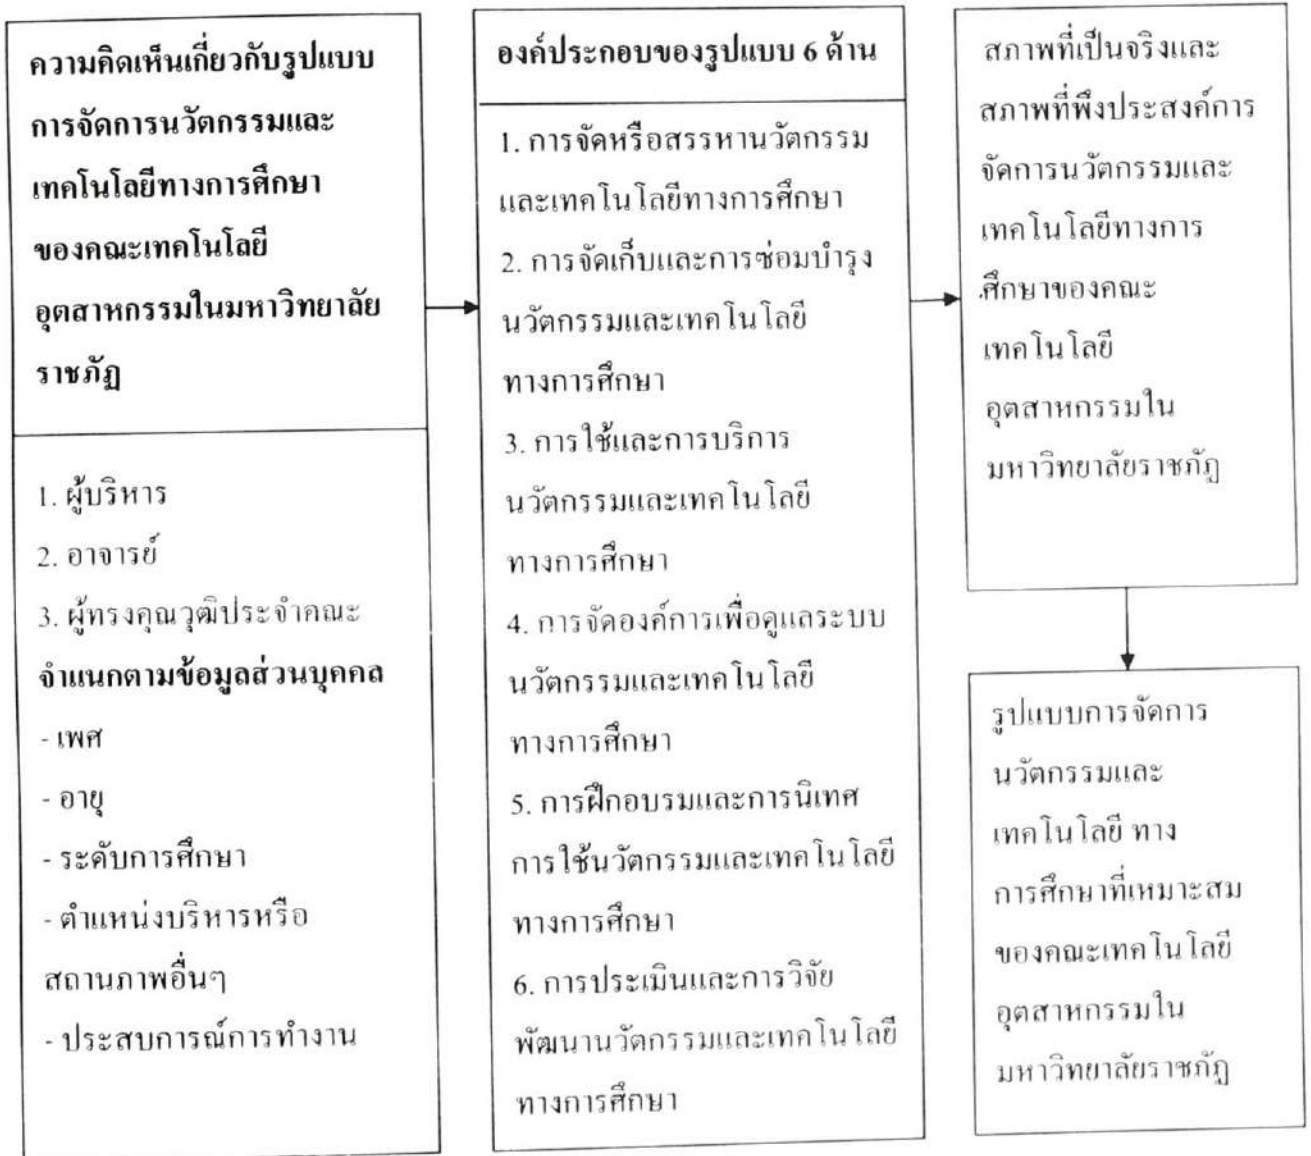 ความคิดเห็นเกี่ยวกับรูปแบบ
การจัดการนวัตกรรมและ
เทคโนโลยีทางการศึกษา
ของคณะเทคโนโลยี
อุตสาหกรรมในมหาวิทยาลัย
ราชภัฏ
1. ผู้บริหาร
2. อาจารย์
3. ผู้ทรงคุณวุฒิประจำคณะ
จำแนกตามข้อมูลส่วนบุคคล
- เพศ
- อายุ
- ระดับการศึกษา
- ตำแหน่งบริหารหรือ
สถานภาพอื่นๆ
- ประสบการณ์การทำงาน
องค์ประกอบของรูปแบบ 6 ด้าน
1. การจัดหรือสรรหานวัตกรรม
และเทคโนโลยีทางการศึกษา
2. การจัดเก็บและการซ่อมบำรุง
นวัตกรรมและเทคโนโลยี
ทางการศึกษา
3. การใช้และการบริการ
นวัตกรรมและเทคโนโลยี
ทางการศึกษา
4. การจัดองค์การเพื่อดูแลระบบ
นวัตกรรมและเทคโนโลยี
ทางการศึกษา
5. การฝึกอบรมและการนิเทศ
การใช้นวัตกรรมและเทคโนโลยี
ทางการศึกษา
6. การประเมินและการวิจัย
พัฒนานวัตกรรมและเทคโนโลยี
ทางการศึกษา
สภาพที่เป็นจริงและ
สภาพที่พึงประสงค์การ
จัดการนวัตกรรมและ
เทคโนโลยีทางการ
ศึกษาของคณะ
เทคโนโลยี
อุตสาหกรรมใน
มหาวิทยาลัยราชภัฏ
รูปแบบการจัดการ
นวัตกรรมและ
เทคโนโลยี ทาง
การศึกษาที่เหมาะสม
ของคณะเทคโนโลยี
อุตสาหกรรมใน
มหาวิทยาลัยราชภัฏ